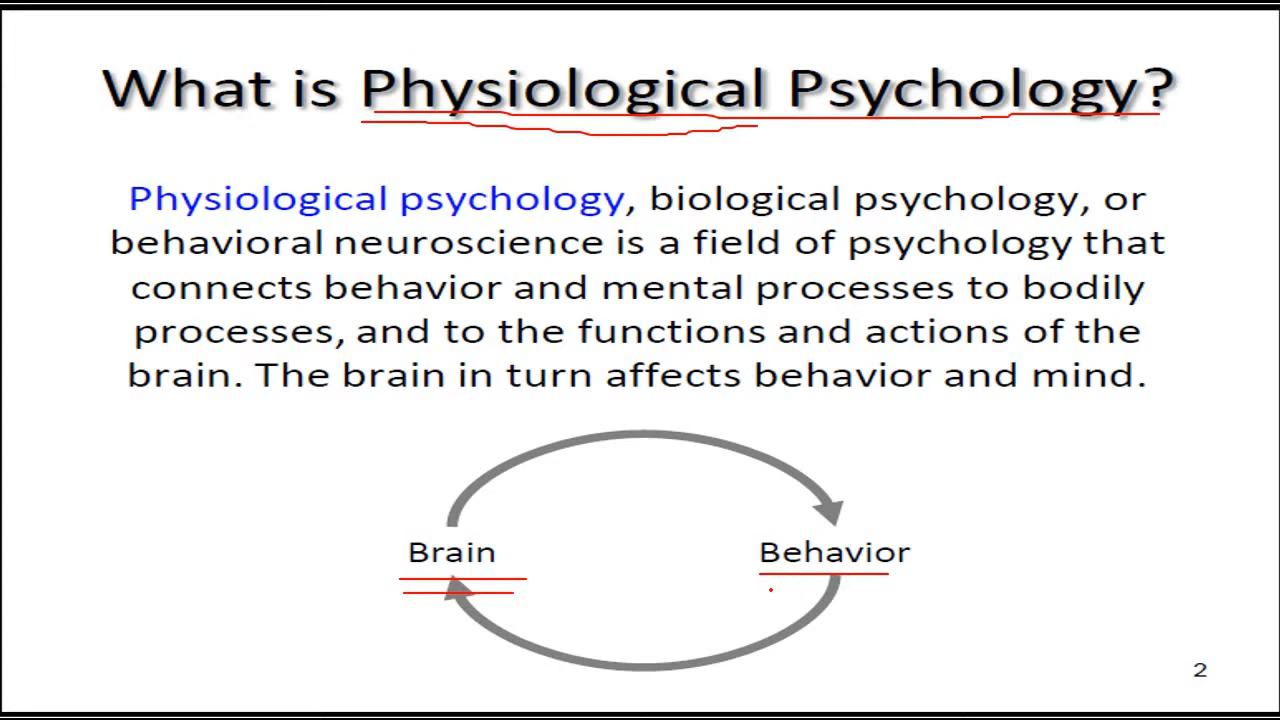 What is Physiological Psychology?
Physiological psychology, biological psychology, or
behavioral neuroscience is a field of psychology that
connects behavior and mental processes to bodily
processes, and to the functions and actions of the
brain. The brain in turn affects behavior and mind.
Brain
Behavior
2